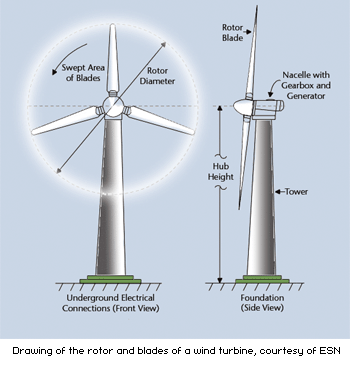 Swept Area
of Blades
Rotor
Diameter
Rotor
Blade
Nacelle with
Gearbox and
Generator
Hub
Height
Tower
Underground Electrical
Connections (Front View)
Foundation
(Side View)
Drawing of the rotor and blades of a wind turbine, courtesy of ESN